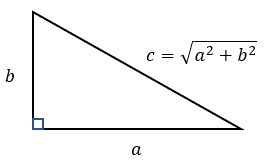 c = √(a² + b²)
b
a